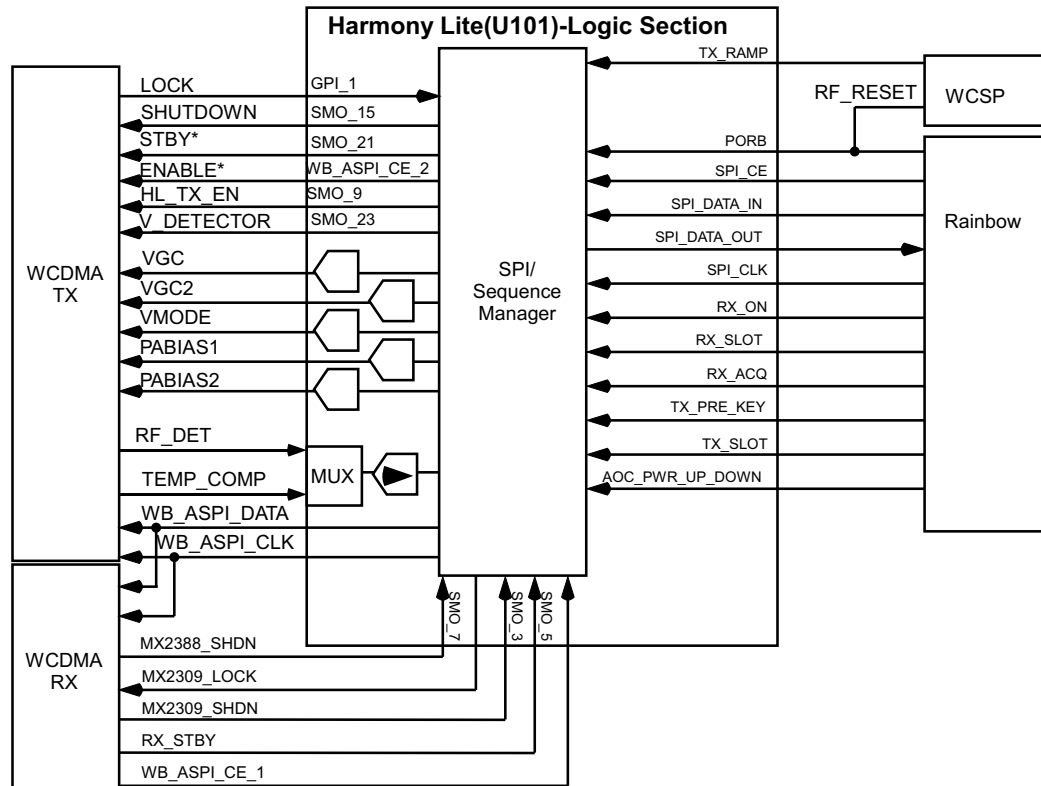 Harmony Lite(U101)-Logic Section
TX_RAMP
LOCK
GPI_1
RF_RESET
WCSP
SHUTDOWN
SMO_15
STBY*
SMO_21
PORB
ENABLE*
WB_ASPI_CE_2
SPI_CE
HL_TX_EN
SMO_9
SPI_DATA_IN
V_DETECTOR
SMO_23
Rainbow
SPI_DATA_OUT
VGC
WCDMA
TX
SPI/
Sequence
Manager
SPI_CLK
VGC2
RX_ON
VMODE
RX_SLOT
PABIAS1
RX_ACQ
PABIAS2
TX_PRE_KEY
RF_DET
TX_SLOT
MUX
TEMP_COMP
AOC_PWR_UP_DOWN
WB_ASPI_DATA
WB_ASPI_CLK
SMO_7
SMO_3
SMO_5
WCDMA
RX
MX2388_SHDN
MX2309_LOCK
MX2309_SHDN
RX_STBY
WB_ASPI_CE_1